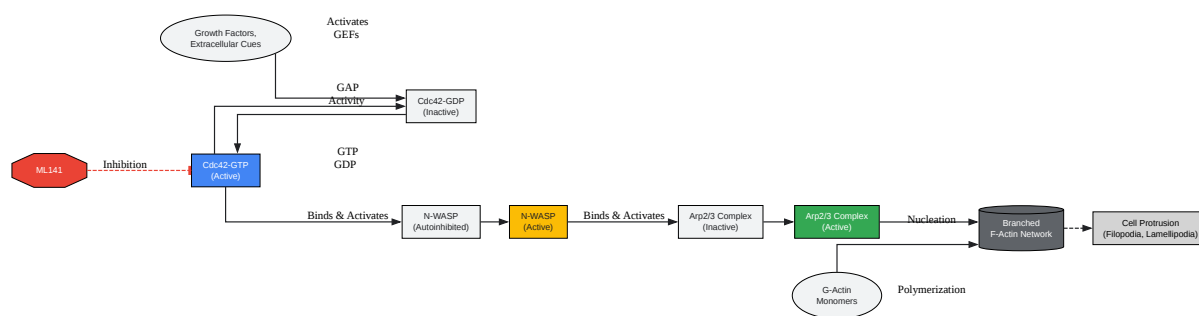 Activates
GEFs
Growth Factors,
Extracellular Cues
GAP
Activity
Cdc42-GDP
(Inactive)
GTP
GDP
ML141
Inhibition
Cdc42-GTP
(Active)
Binds & Activates
N-WASP
(Autoinhibited)
N-WASP
(Active)
Binds & Activates
Arp2/3 Complex
(Inactive)
Arp2/3 Complex
(Active)
Nucleation
Branched
F-Actin Network
Cell Protrusion
(Filopodia, Lamellipodia)
G-Actin
Monomers
Polymerization